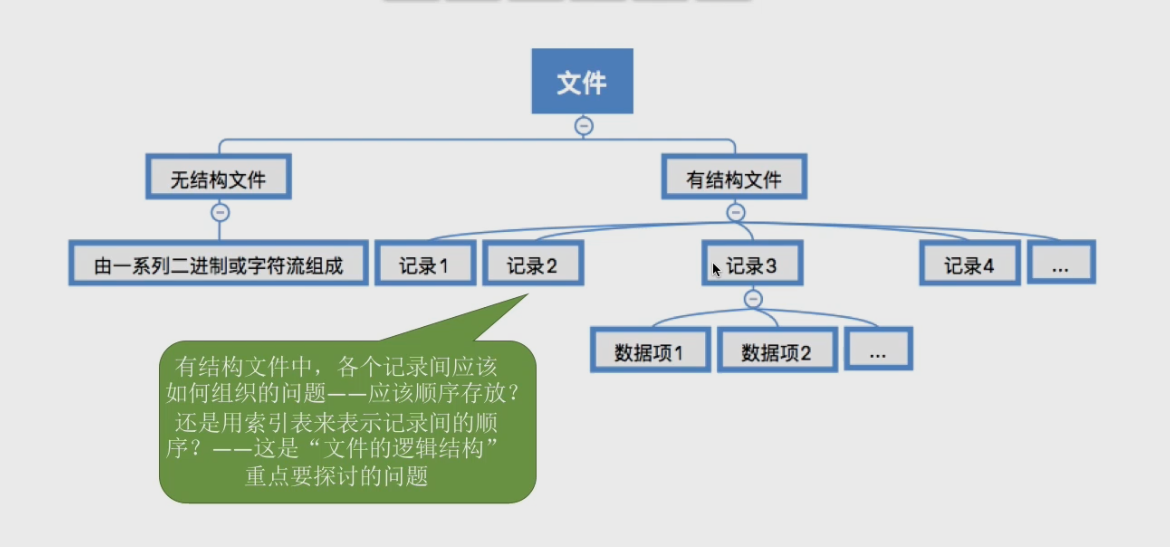 文件
无结构文件
有结构文件
由一系列二进制或字符流组成
记录1
记录2
记录3
记录4
...
数据项1
数据项2
...
有结构文件中，各个记录间应该
如何组织的问题——应该顺序存放？
还是用索引表来表示记录间的顺
序？——这是“文件的逻辑结构”
重点要探讨的问题